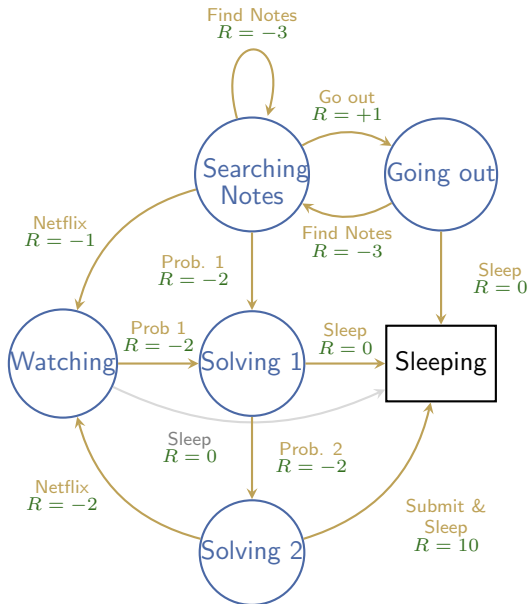 Find Notes
R = −3
Go out
R = +1
Searching
Notes
Going out
Netflix
R = −1
Find Notes
R = −3
Prob. 1
R = −2
Sleep
R = 0
Watching
Prob 1
R = −2
Solving 1
Sleep
R = 0
Sleeping
Sleep
R = 0
Prob. 2
R = −2
Netflix
R = −2
Submit &
Sleep
R = 10
Solving 2